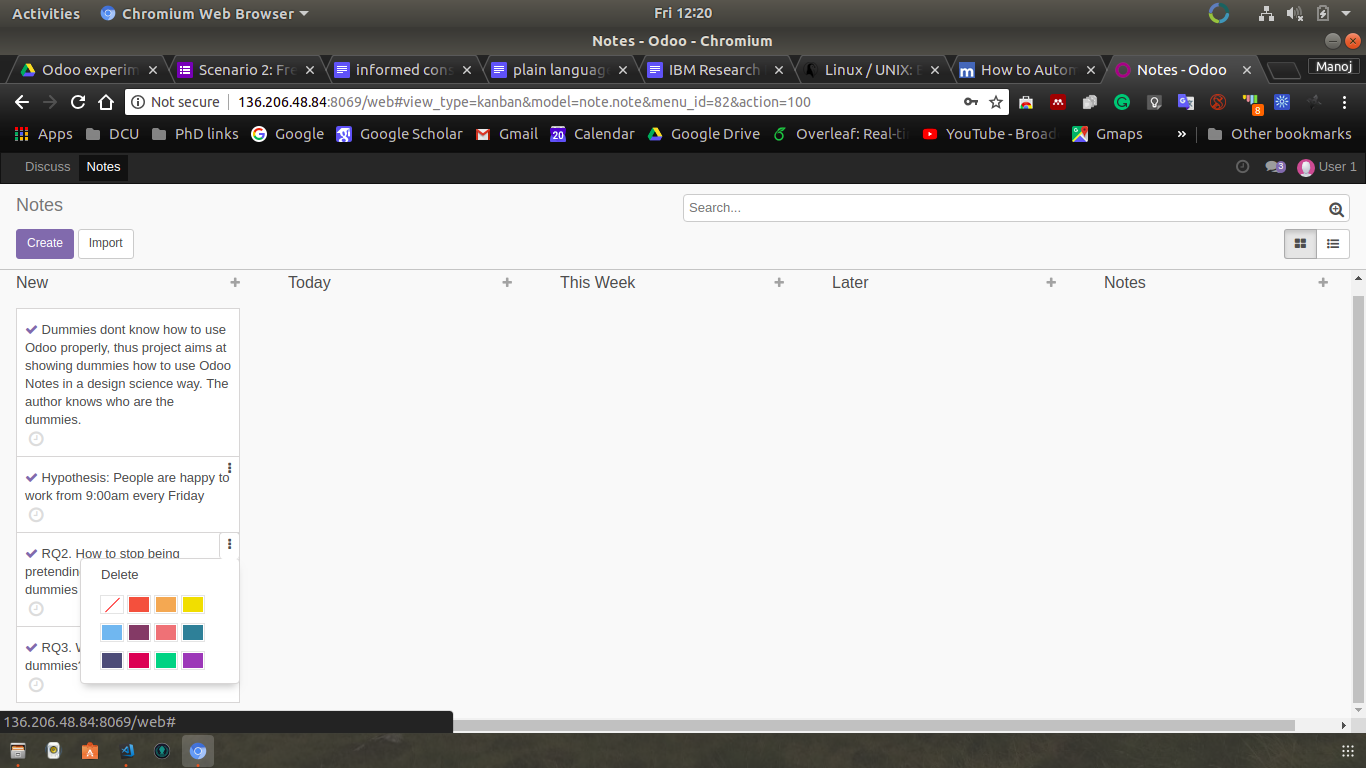 Activities Chromium Web Browser Fri 12:20
Notes - Odoo - Chromium
Odoo experim Scenario 2: Fre informed cons plain language IBM Research Linux / UNIX: E How to Autom Notes - Odoo Manoj
Not secure 136.206.48.84:8069/web#view_type=kanban&model=note.note&menu_id=82&action=100 8
Apps DCU PhD links Google Google Scholar Gmail 20 Calendar Google Drive Overleaf: Real-ti YouTube - Broad Gmaps » Other bookmarks
Discuss Notes 3 User 1
Notes Search...
Create Import
New Today This Week Later Notes
Dummies dont know how to use
Odoo properly, thus project aims at
showing dummies how to use Odoo
Notes in a design science way. The
author knows who are the
dummies.
Hypothesis: People are happy to
work from 9:00am every Friday
RQ2. How to stop being
pretending
dummies
Delete
RQ3. W
dummies?
136.206.48.84:8069/web#